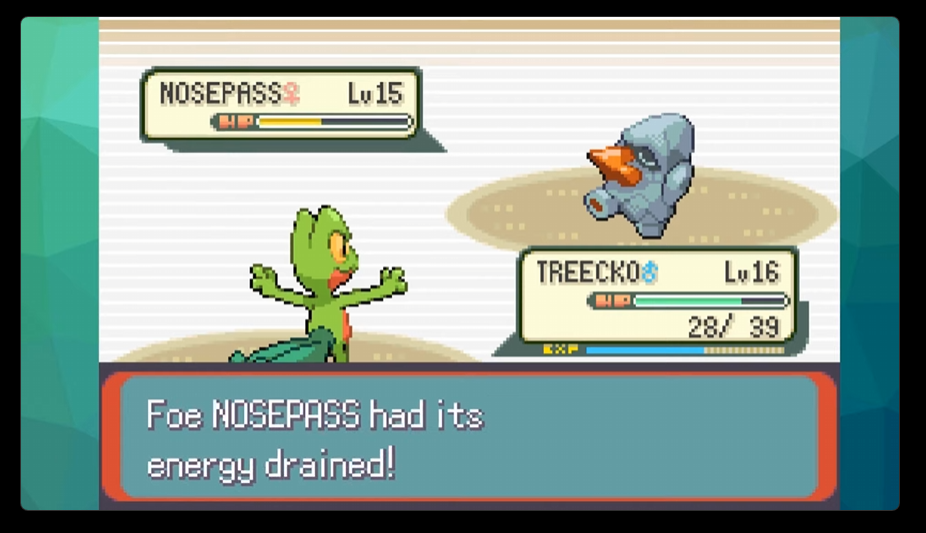 NOSEPASS♀ Lv15
HP
TREECKO♂ Lv16
HP
28/ 39
EXP
Foe NOSEPASS had its
energy drained!